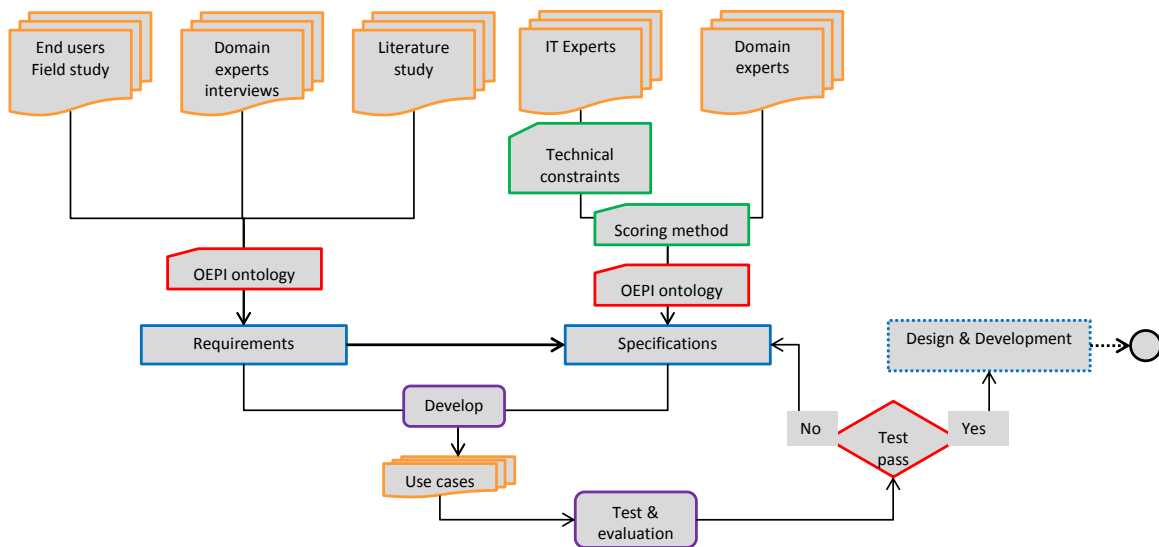 End users
Field study
Domain
experts
interviews
Literature
study
IT Experts
Domain
experts
Technical
constraints
Scoring method
OEPI ontology
OEPI ontology
Requirements
Specifications
Design & Development
Develop
No
Test
pass
Yes
Use cases
Test &
evaluation